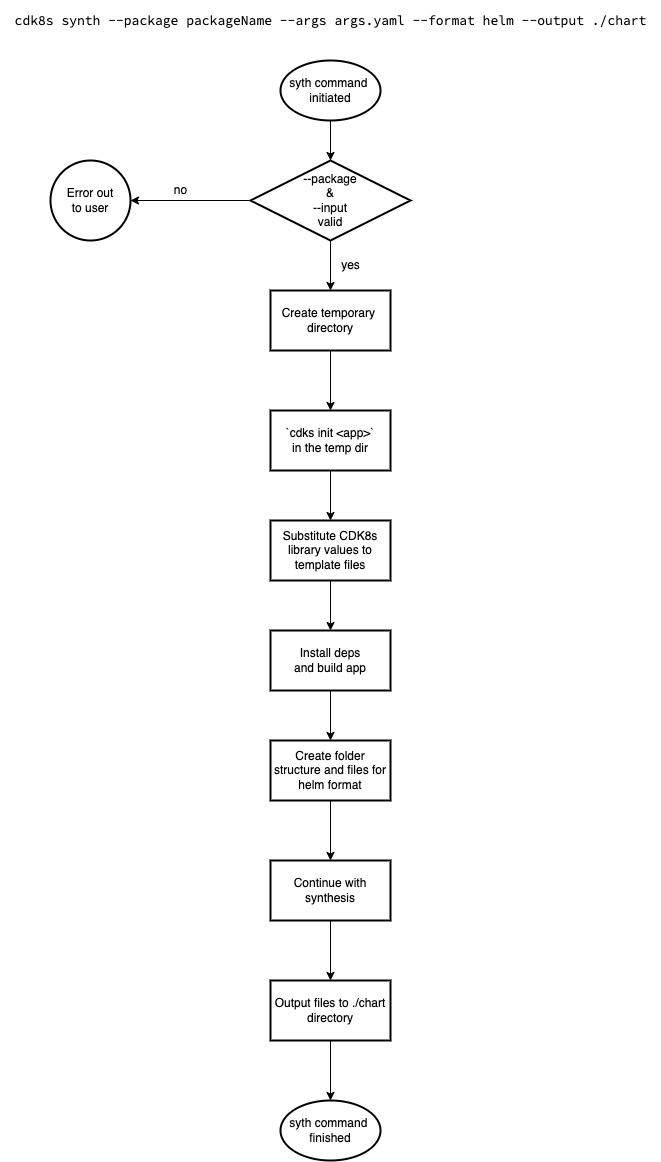 cdk8s synth --package packageName --args args.yaml --format helm --output ./chart
syth command
initiated
--package
&
--input
valid
no
Error out
to user
yes
Create temporary
directory
`cdks init <app>`
in the temp dir
Substitute CDK8s
library values to
template files
Install deps
and build app
Create folder
structure and files for
helm format
Continue with
synthesis
Output files to ./chart
directory
syth command
finished